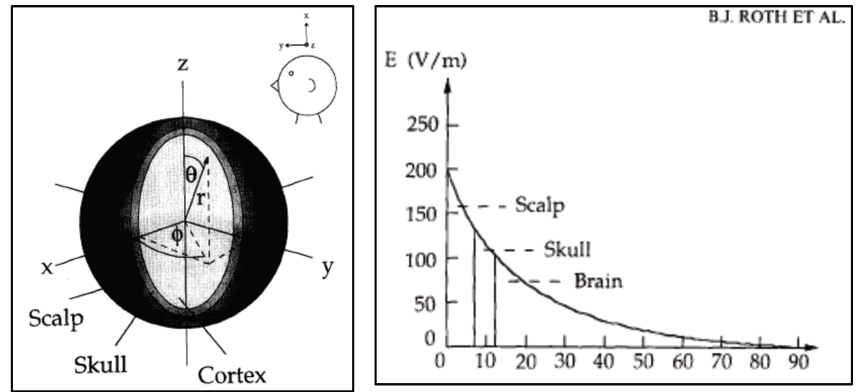 x
y
z
z
θ
r
ϕ
x
y
Scalp
Skull
Cortex
B.J. ROTH ET AL.
E (V/m)
250
200
150
100
50
0
Scalp
Skull
Brain
0 10 20 30 40 50 60 70 80 90